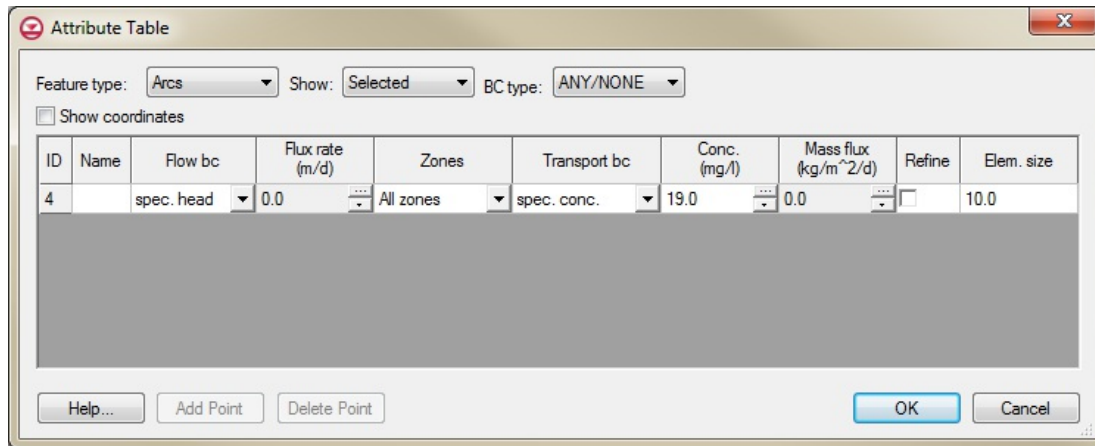 Attribute Table
Feature type: Arcs Show: Selected BC type: ANY/NONE
Show coordinates
ID Name Flow bc Flux rate (m/d) Zones Transport bc Conc. (mg/l) Mass flux (kg/m^2/d) Refine Elem. size
4 spec. head 0.0 All zones spec. conc. 19.0 0.0 10.0
Help... Add Point Delete Point OK Cancel